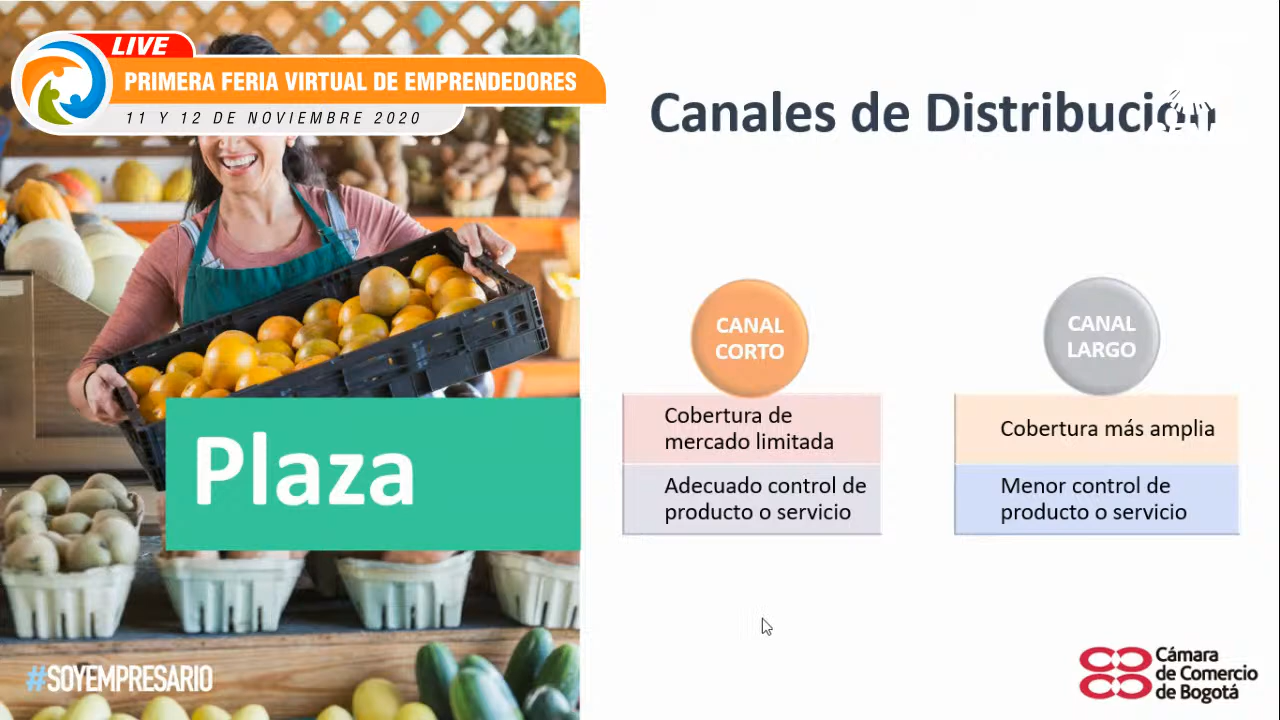 LIVE
PRIMERA FERIA VIRTUAL DE EMPRENDEDORES
11 Y 12 DE NOVIEMBRE 2020
Canales de Distribución
CANAL
CORTO
Cobertura de
mercado limitada
Adecuado control de
producto o servicio
CANAL
LARGO
Cobertura más amplia
Menor control de
producto o servicio
Plaza
#SOYEMPRESARIO
Cámara
de Comercio
de Bogotá